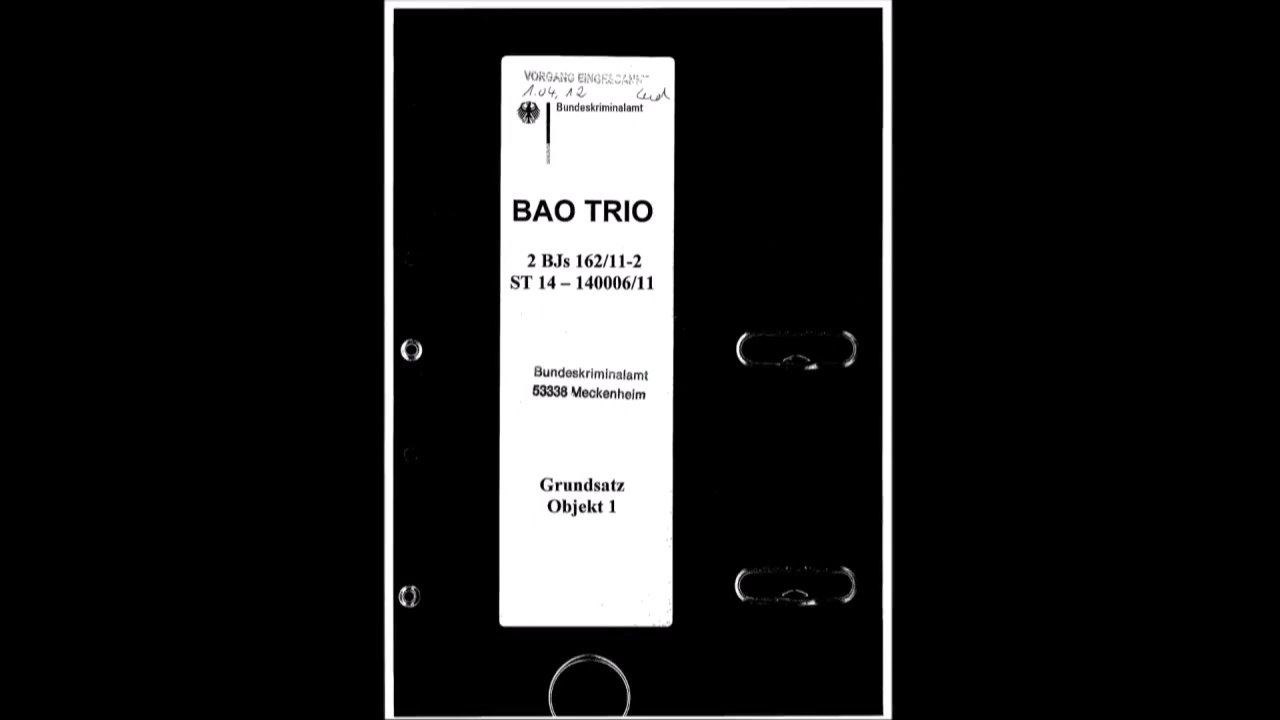 VORGANG EINGESCANNT
1.04.12
Bundeskriminalamt
BAO TRIO
2 BJs 162/11-2
ST 14 – 140006/11
Bundeskriminalamt
53338 Meckenheim
Grundsatz
Objekt 1